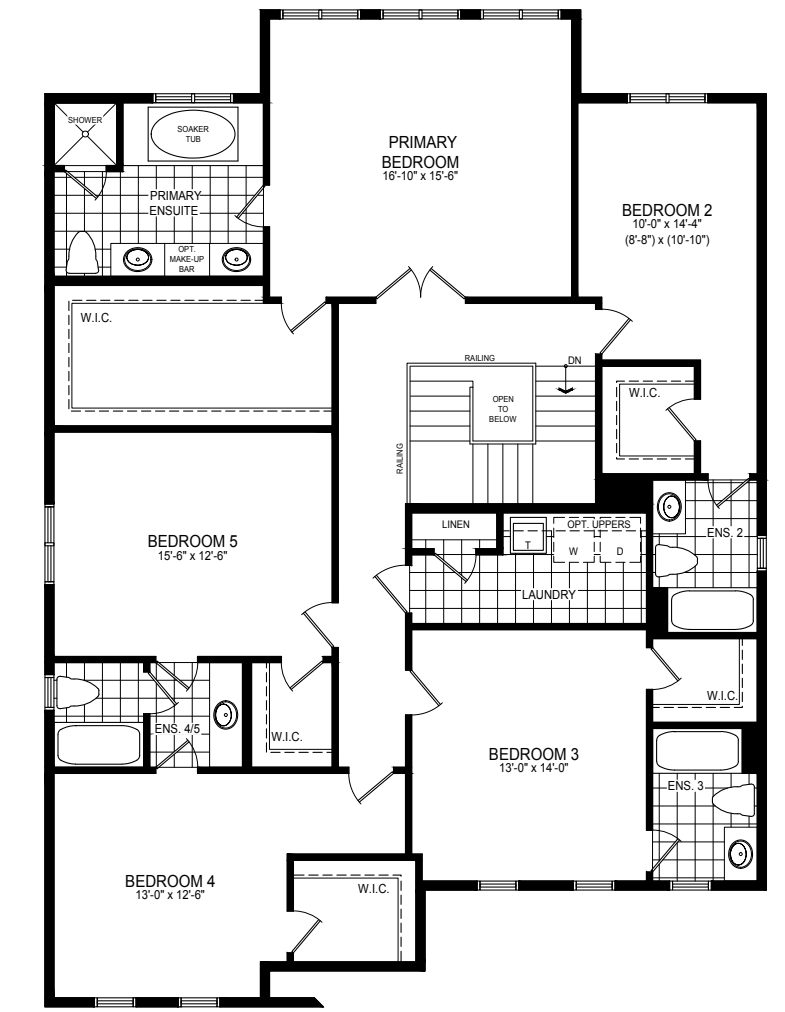 SHOWER
SOAKER
TUB
PRIMARY
BEDROOM
16'-10" x 15'-6"
PRIMARY
ENSUITE
BEDROOM 2
10'-0" x 14'-4"
(8'-8") x (10'-10")
OPT.
MAKE-UP
BAR
W.I.C.
RAILING
DN
OPEN
TO
BELOW
W.I.C.
RAILING
LINEN
OPT. UPPERS
T
W
D
LAUNDRY
ENS. 2
BEDROOM 5
15'-6" x 12'-6"
W.I.C.
ENS. 4/5
W.I.C.
BEDROOM 3
13'-0" x 14'-0"
ENS. 3
BEDROOM 4
13'-0" x 12'-6"
W.I.C.